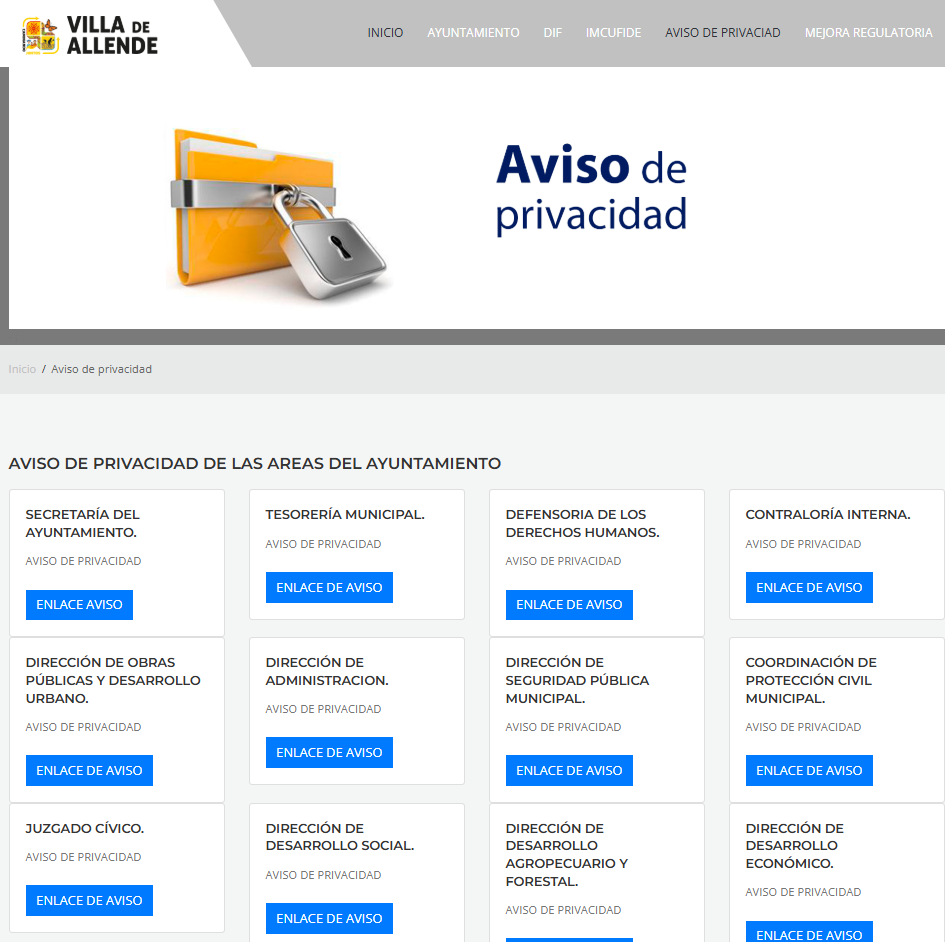 VILLA DE
ALLENDE
INICIO
AYUNTAMIENTO
DIF
IMCUFIDE
AVISO DE PRIVACIAD
MEJORA REGULATORIA
Aviso de
privacidad
Inicio / Aviso de privacidad
AVISO DE PRIVACIDAD DE LAS AREAS DEL AYUNTAMIENTO
SECRETARÍA DEL
AYUNTAMIENTO.
AVISO DE PRIVACIDAD
ENLACE AVISO
TESORERÍA MUNICIPAL.
AVISO DE PRIVACIDAD
ENLACE DE AVISO
DEFENSORIA DE LOS
DERECHOS HUMANOS.
AVISO DE PRIVACIDAD
ENLACE DE AVISO
CONTRALORÍA INTERNA.
AVISO DE PRIVACIDAD
ENLACE DE AVISO
DIRECCIÓN DE OBRAS
PÚBLICAS Y DESARROLLO
URBANO.
AVISO DE PRIVACIDAD
ENLACE DE AVISO
DIRECCIÓN DE
ADMINISTRACION.
AVISO DE PRIVACIDAD
ENLACE DE AVISO
DIRECCIÓN DE
SEGURIDAD PÚBLICA
MUNICIPAL.
AVISO DE PRIVACIDAD
ENLACE DE AVISO
COORDINACIÓN DE
PROTECCIÓN CIVIL
MUNICIPAL.
AVISO DE PRIVACIDAD
ENLACE DE AVISO
JUZGADO CÍVICO.
AVISO DE PRIVACIDAD
ENLACE DE AVISO
DIRECCIÓN DE
DESARROLLO SOCIAL.
AVISO DE PRIVACIDAD
ENLACE DE AVISO
DIRECCIÓN DE
DESARROLLO
AGROPECUARIO Y
FORESTAL.
AVISO DE PRIVACIDAD
DIRECCIÓN DE
DESARROLLO
ECONÓMICO.
AVISO DE PRIVACIDAD
ENLACE DE AVISO